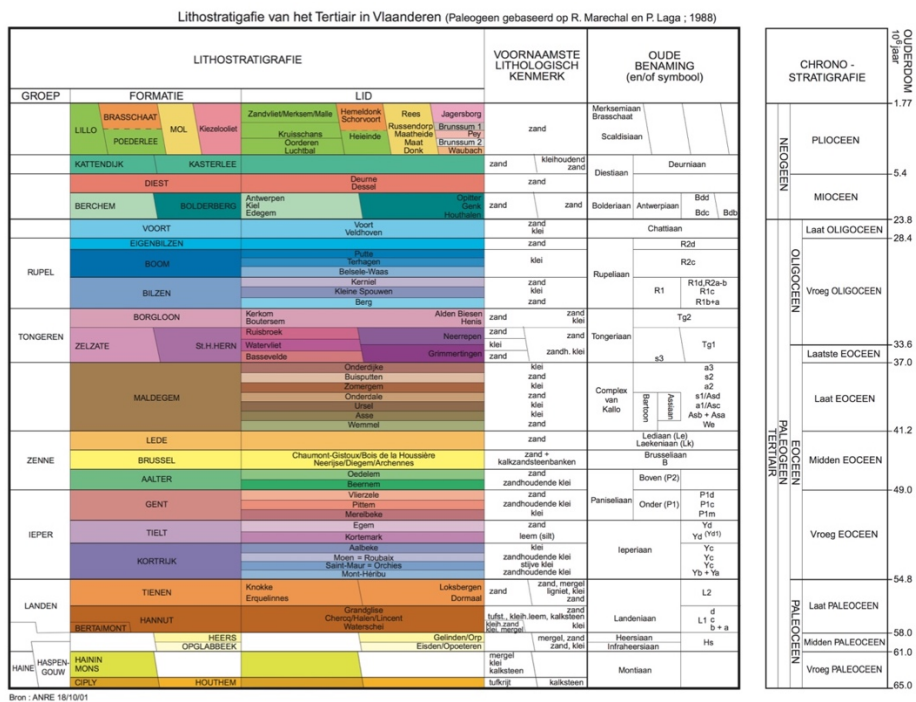 Lithostratigafie van het Tertiair in Vlaanderen (Paleogeen gebaseerd op R. Marechal en P. Laga ; 1988)
LITHOSTRATIGRAFIE
VOORNAAMSTE
LITHOLOGISCH
KENMERK
OUDE
BENAMING
(en/of symbool)
CHRONO -
STRATIGRAFIE
OUDERDOM
10⁶ jaar
GROEP
FORMATIE
LID
LILLO
BRASSCHAAT
POEDERLEE
MOL
Kiezeloöliet
Zandvliet/Merksem/Malle
Kruisschans
Oorderen
Luchtbal
Hemeldonk
Schorvoort
Heieinde
Rees
Russendorp
Maatheide
Maat
Donk
Jagersborg
Brunssum 1
Pey
Brunssum 2
Waubach
zand
Merksemiaan
Brasschaat
Scaldisiaan
KATTENDIJK KASTERLEE
zand
kleihoudend
zand
Diestiaan
Deurniaan
DIEST
Deurne
Dessel
zand
BERCHEM BOLDERBERG
Antwerpen
Kiel
Edegem
Opitter
Genk
Houthalen
zand zand
Bolderiaan
Antwerpiaan
Bdd
Bdc Bdb
VOORT
Voort
Veldhoven
zand
klei
Chattiaan
RUPEL
EIGENBILZEN
zand
R2d
BOOM
Putte
Terhagen
Belsele-Waas
klei
R2c
Rupeliaan
BILZEN
Kerniel
Kleine Spouwen
Berg
zand
klei
zand
R1
R1d,R2a-b
R1c
R1b+a
TONGEREN
BORGLOON
Kerkom
Boutersem
Alden Biesen
Henis
zand zand
klei
Tg2
Tongeriaan
ZELZATE St.H.HERN
Ruisbroek
Watervliet
Bassevelde
Neerrepen
Grimmertingen
zand
klei
zand
zand
zandh. klei
Tg1
s3
MALDEGEM
Onderdijke
Buisputten
Zomergem
Onderdale
Ursel
Asse
Wemmel
klei
zand
klei
zand
klei
klei
zand
Complex
van
Kallo
Bartoon
Assiaan
a3
s2
a2
s1/Asd
a1/Asc
Asb + Asa
We
ZENNE
LEDE
zand
Lediaan (Le)
Laekeniaan (Lk)
BRUSSEL
Chaumont-Gistoux/Bois de la Houssière
Neerijse/Diegem/Archennes
zand +
kalkzandsteenbanken
Brusseliaan
B
IEPER
AALTER
Oedelem
Beernem
zand
zandhoudende klei
Boven (P2)
Paniseliaan
GENT
Vlierzele
Pittem
Merelbeke
zand
zandhoudende klei
klei
Onder (P1)
P1d
P1c
P1m
TIELT
Egem
Kortemark
zand
leem (silt)
Ieperiaan
Yd
Yd (Yd1)
KORTRIJK
Aalbeke
Moen = Roubaix
Saint-Maur = Orchies
Mont-Héribu
klei
zandhoudende klei
stijve klei
zandhoudende klei
Yc
Yc
Yc
Yb + Ya
LANDEN
TIENEN
Knokke
Erquelinnes
Loksbergen
Dormaal
zand
zand, mergel
ligniet, klei
zand
L2
Landeniaan
HANNUT
BERTAIMONT
Grandglise
Chercq/Halen/Lincent
Waterschei
zand
tufst., kleih.leem, kalksteen
kleih.zand
klei, mergel
klei
L1
d
c
b + a
HEERS
OPGLABBEEK
Gelinden/Orp
Eisden/Opoeteren
mergel, zand
zand, klei
Heersiaan
Infraheersiaan
Hs
HAINE
HASPEN-
GOUW
HAININ
MONS
mergel
klei
kalksteen
Montiaan
CIPLY HOUTHEM
tufkrijt kalksteen
TERTIAIR
NEOGEEN
PALEOGEEN
OLIGOCEEN
EOCEEN
PALEOCEEN
PLIOCEEN
MIOCEEN
Laat OLIGOCEEN
Vroeg OLIGOCEEN
Laatste EOCEEN
Laat EOCEEN
Midden EOCEEN
Vroeg EOCEEN
Laat PALEOCEEN
Midden PALEOCEEN
Vroeg PALEOCEEN
1.77
5.4
23.8
28.4
33.6
37.0
41.2
49.0
54.8
58.0
61.0
65.0
Bron : ANRE 18/10/01